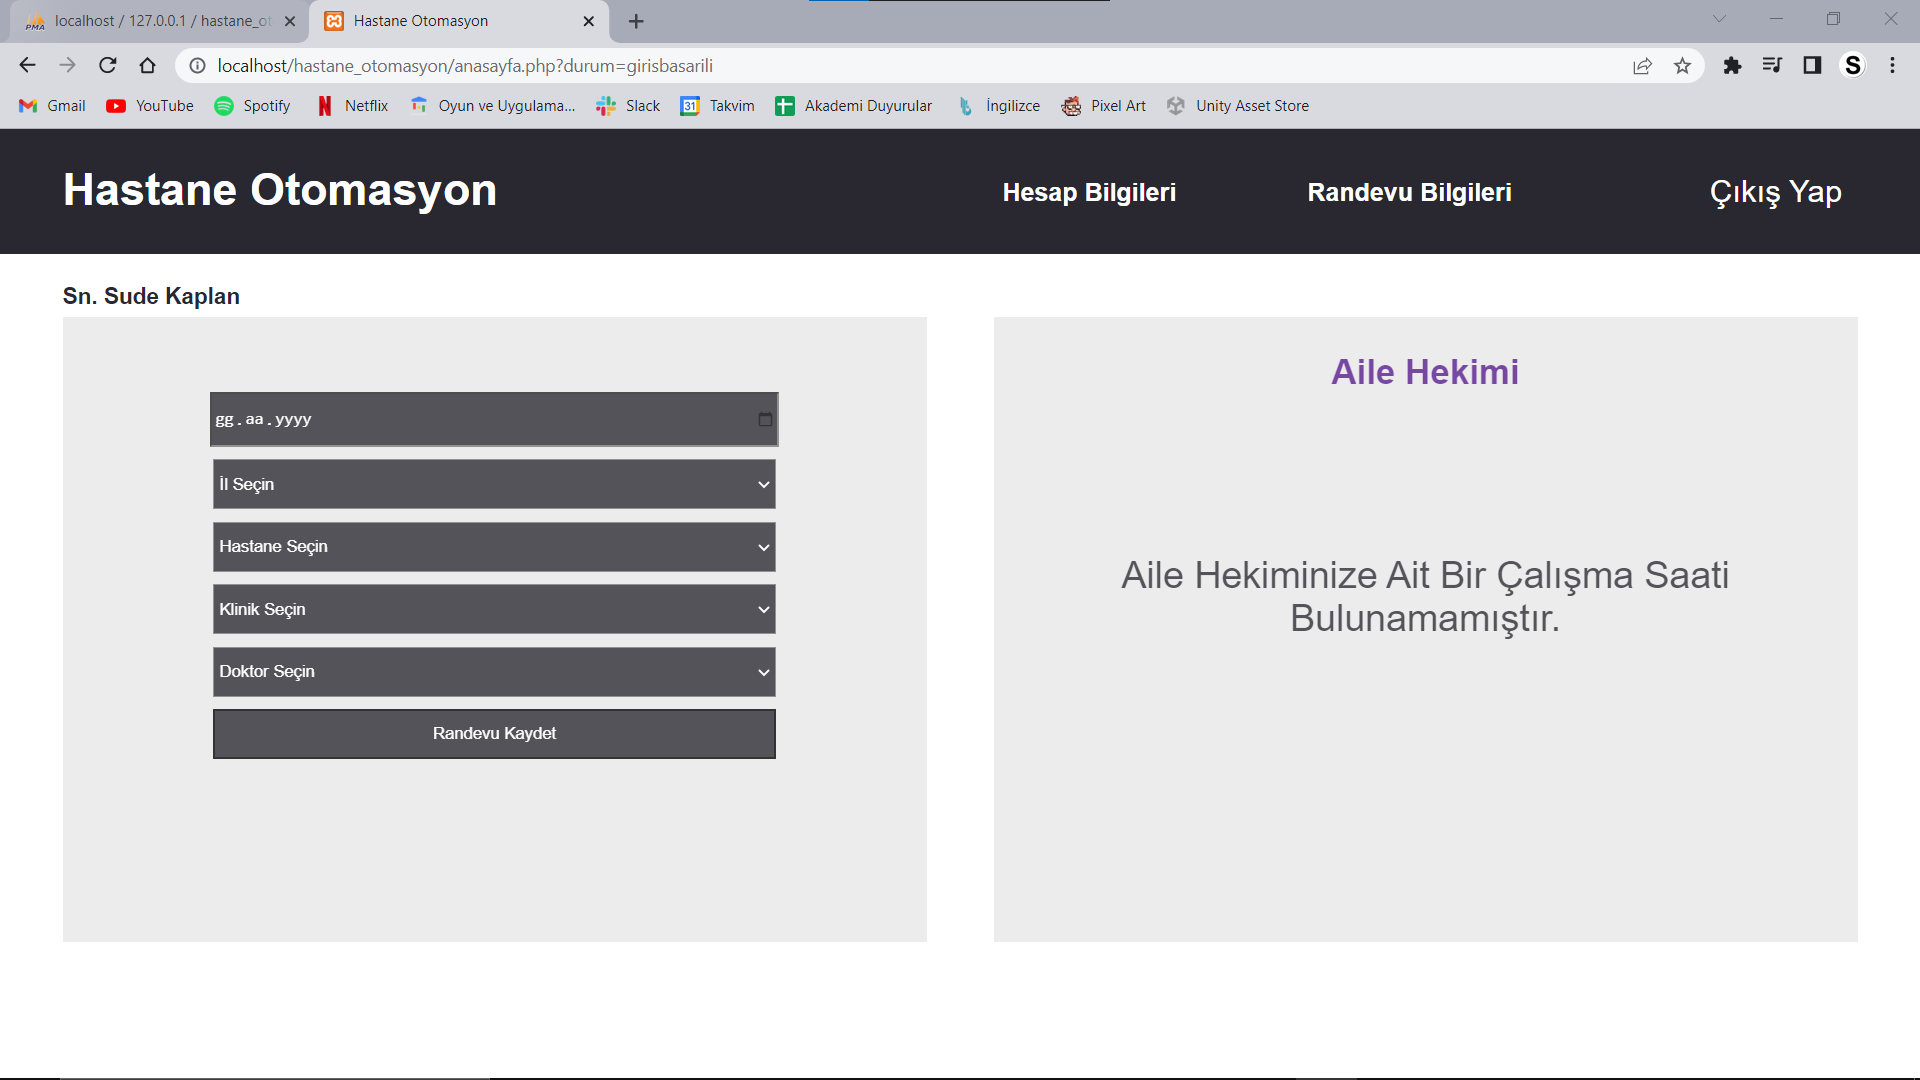 localhost / 127.0.0.1 / hastane_ot
Hastane Otomasyon
localhost/hastane_otomasyon/anasayfa.php?durum=girisbasarili
S
Gmail YouTube Spotify Netflix Oyun ve Uygulama... Slack 31 Takvim Akademi Duyurular İngilizce Pixel Art Unity Asset Store
Hastane Otomasyon Hesap Bilgileri Randevu Bilgileri Çıkış Yap
Sn. Sude Kaplan
gg.aa.yyyy
İl Seçin
Hastane Seçin
Klinik Seçin
Doktor Seçin
Randevu Kaydet
Aile Hekimi
Aile Hekiminize Ait Bir Çalışma Saati
Bulunamamıştır.